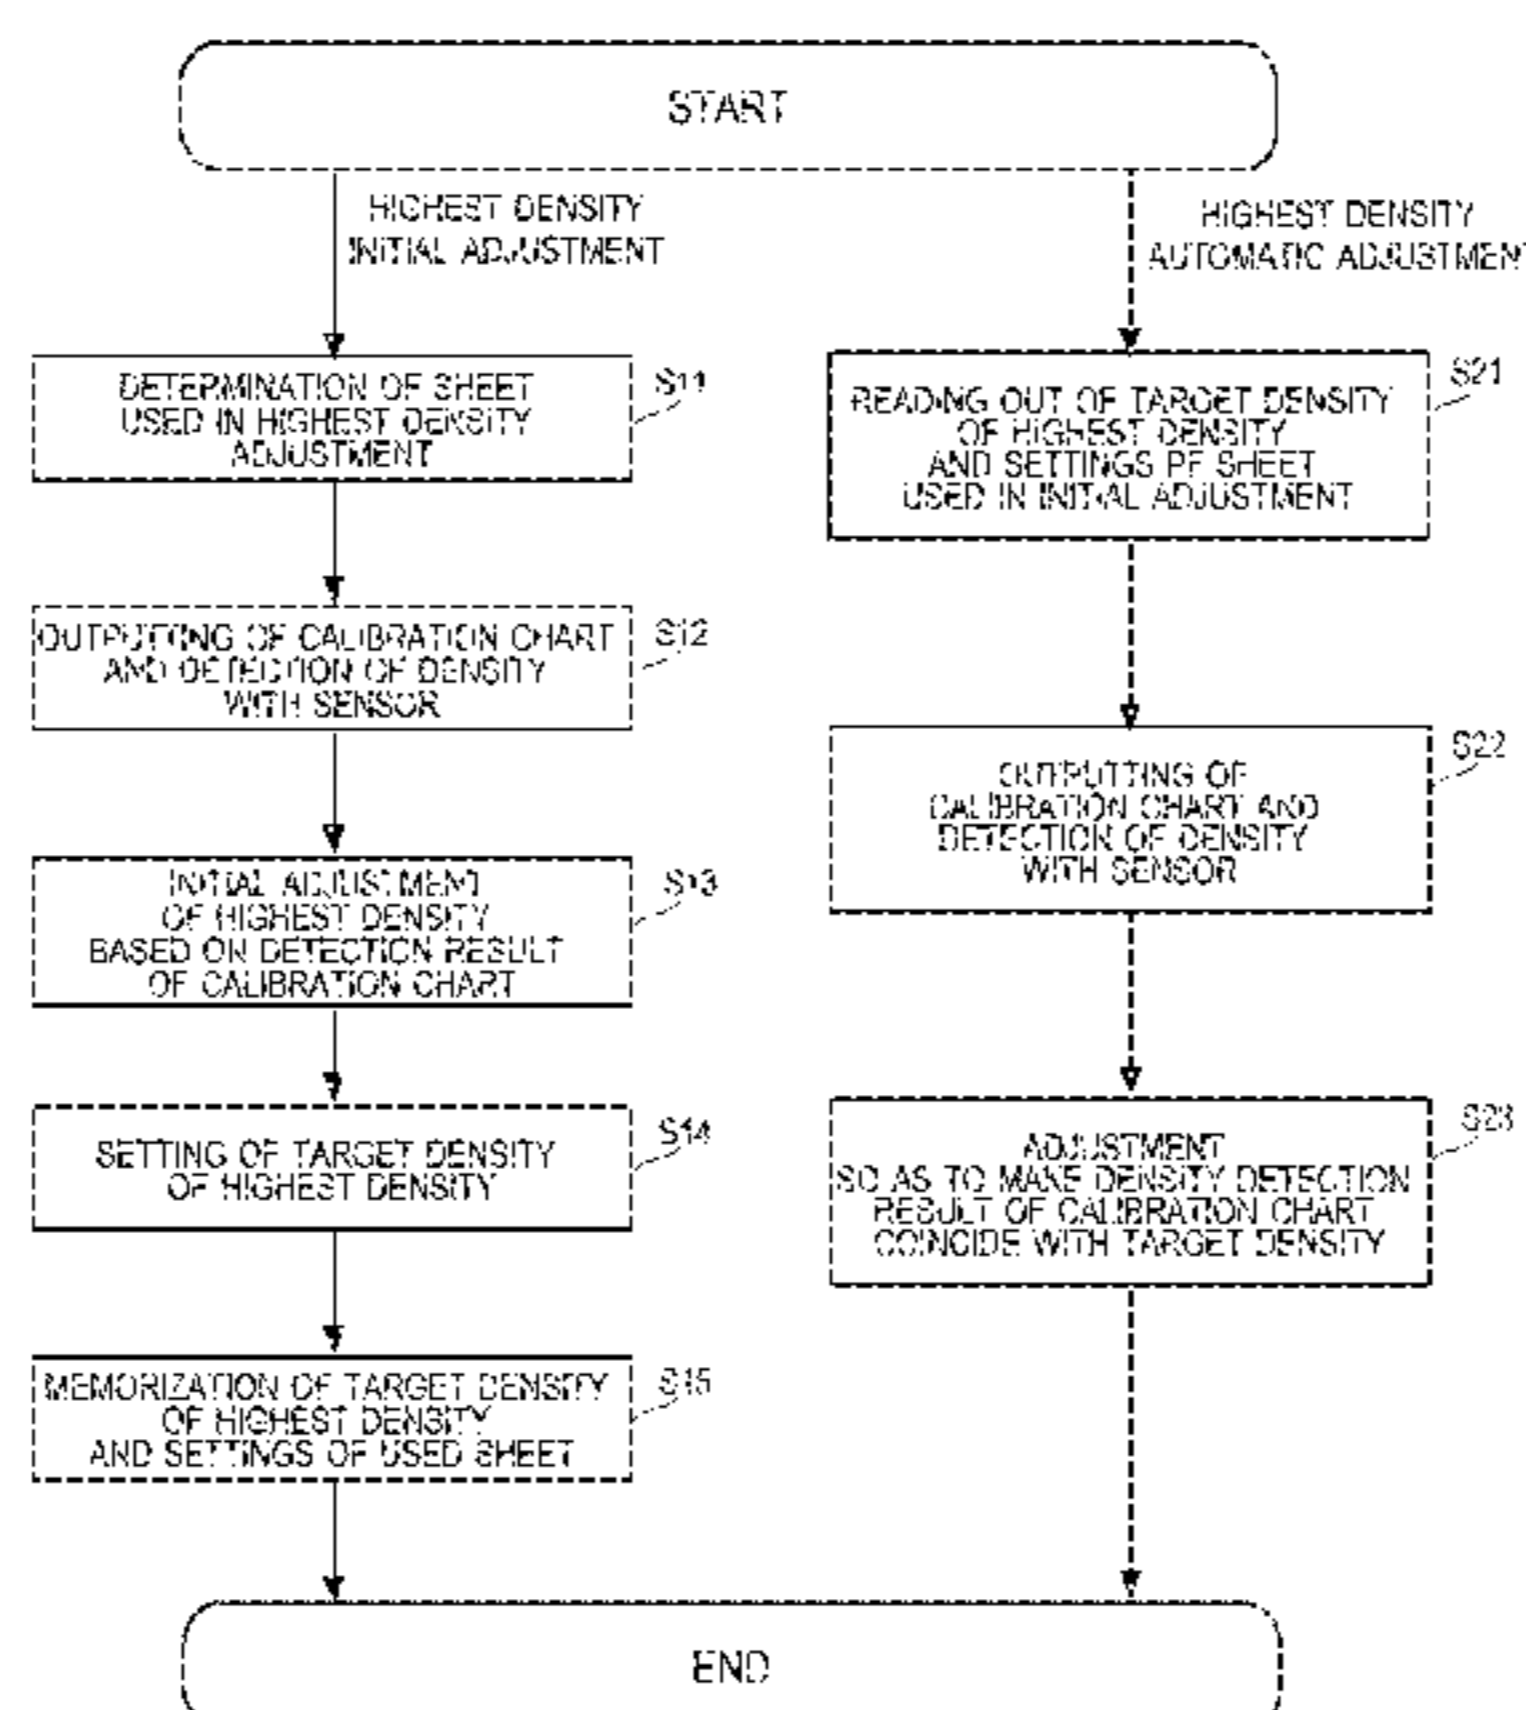 START
HIGHEST DENSITY
INITIAL ADJUSTMENT
DETERMINATION OF SHEET
USED IN HIGHEST DENSITY
ADJUSTMENT
S11
OUTPUTTING OF CALIBRATION CHART
AND DETECTION OF DENSITY
WITH SENSOR
S12
INITIAL ADJUSTMENT
OF HIGHEST DENSITY
BASED ON DETECTION RESULT
OF CALIBRATION CHART
S13
SETTING OF TARGET DENSITY
OF HIGHEST DENSITY
S14
MEMORIZATION OF TARGET DENSITY
OF HIGHEST DENSITY
AND SETTINGS OF USED SHEET
S15
HIGHEST DENSITY
AUTOMATIC ADJUSTMENT
READING OUT OF TARGET DENSITY
OF HIGHEST DENSITY
AND SETTINGS PF SHEET
USED IN INITIAL ADJUSTMENT
S21
OUTPUTTING OF
CALIBRATION CHART AND
DETECTION OF DENSITY
WITH SENSOR
S22
ADJUSTMENT
SO AS TO MAKE DENSITY DETECTION
RESULT OF CALIBRATION CHART
COINCIDE WITH TARGET DENSITY
S23
END